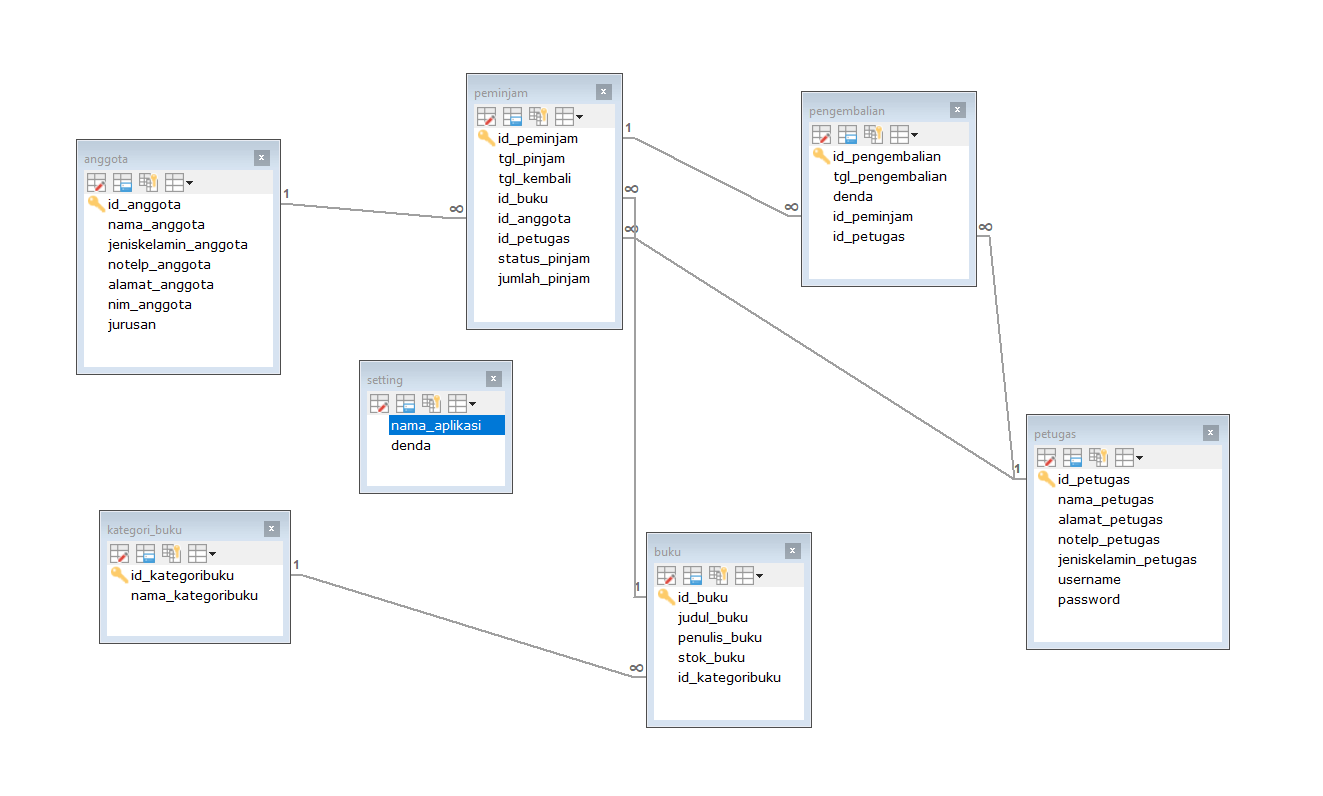 anggota
id_anggota
nama_anggota
jeniskelamin_anggota
notelp_anggota
alamat_anggota
nim_anggota
jurusan
1
∞
peminjam
id_peminjam
tgl_pinjam
tgl_kembali
id_buku
id_anggota
id_petugas
status_pinjam
jumlah_pinjam
1
∞
∞
∞
pengembalian
id_pengembalian
tgl_pengembalian
denda
id_peminjam
id_petugas
∞
setting
nama_aplikasi
denda
kategori_buku
id_kategoribuku
nama_kategoribuku
1
∞
1
buku
id_buku
judul_buku
penulis_buku
stok_buku
id_kategoribuku
1
petugas
id_petugas
nama_petugas
alamat_petugas
notelp_petugas
jeniskelamin_petugas
username
password